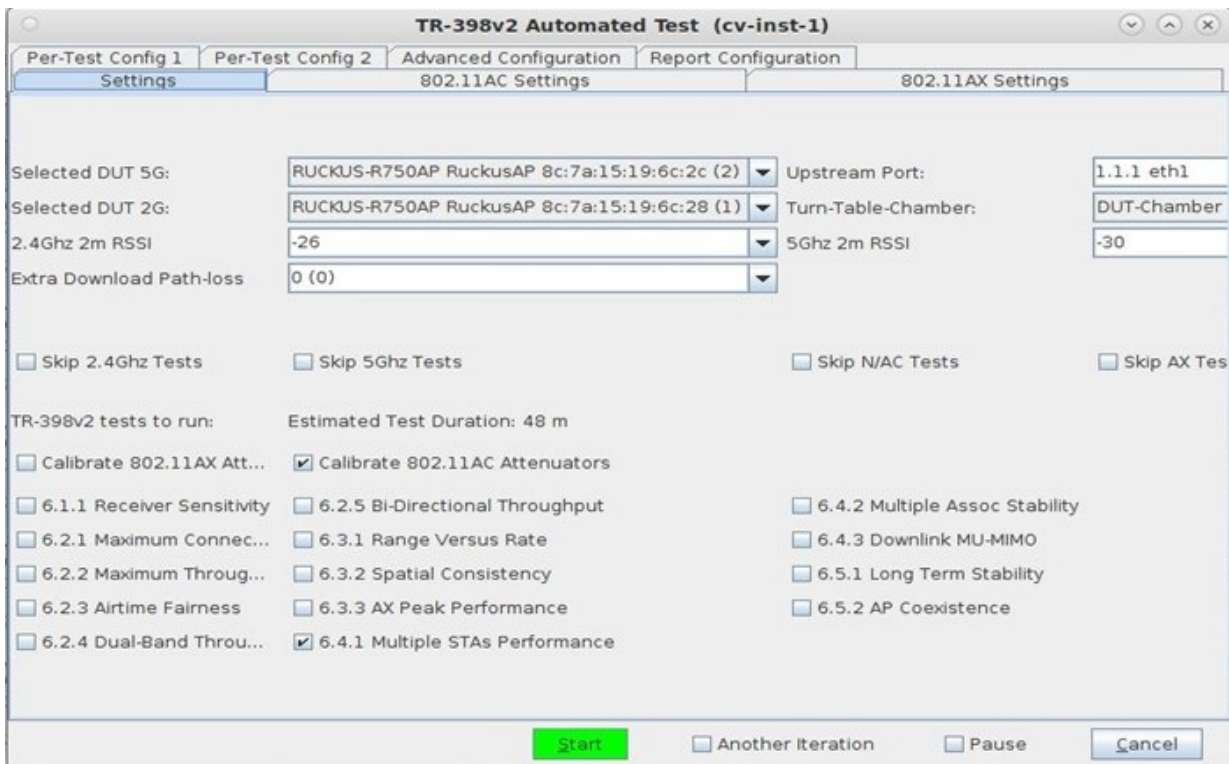 TR-398v2 Automated Test (cv-inst-1)
Per-Test Config 1 Per-Test Config 2 Advanced Configuration Report Configuration
Settings 802.11AC Settings 802.11AX Settings
Selected DUT 5G: RUCKUS-R750AP RuckusAP 8c:7a:15:19:6c:2c (2) Upstream Port: 1.1.1 eth1
Selected DUT 2G: RUCKUS-R750AP RuckusAP 8c:7a:15:19:6c:28 (1) Turn-Table-Chamber: DUT-Chamber
2.4Ghz 2m RSSI -26 5Ghz 2m RSSI -30
Extra Download Path-loss 0 (0)
Skip 2.4Ghz Tests Skip 5Ghz Tests Skip N/AC Tests Skip AX Tes
TR-398v2 tests to run: Estimated Test Duration: 48 m
Calibrate 802.11AX Att... Calibrate 802.11AC Attenuators
6.1.1 Receiver Sensitivity 6.2.5 Bi-Directional Throughput 6.4.2 Multiple Assoc Stability
6.2.1 Maximum Connec... 6.3.1 Range Versus Rate 6.4.3 Downlink MU-MIMO
6.2.2 Maximum Throug... 6.3.2 Spatial Consistency 6.5.1 Long Term Stability
6.2.3 Airtime Fairness 6.3.3 AX Peak Performance 6.5.2 AP Coexistence
6.2.4 Dual-Band Throu... 6.4.1 Multiple STAs Performance
Start Another Iteration Pause Cancel